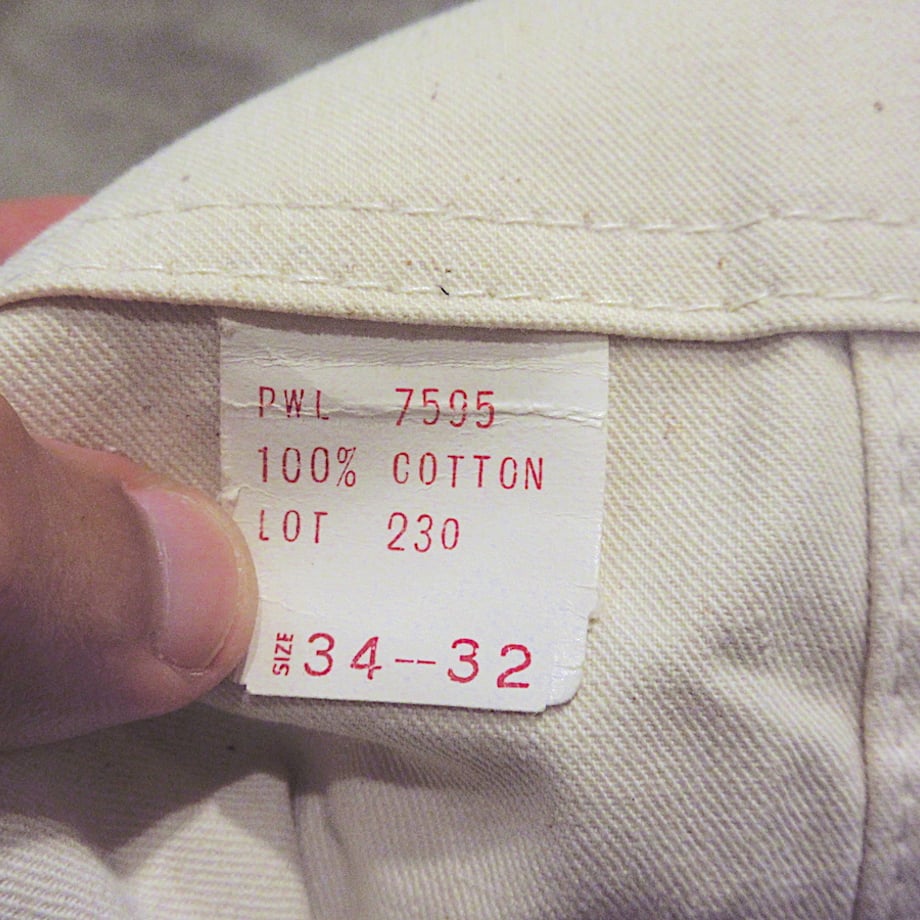 PWL 7595
100% COTTON
LOT 230
SIZE 34--32